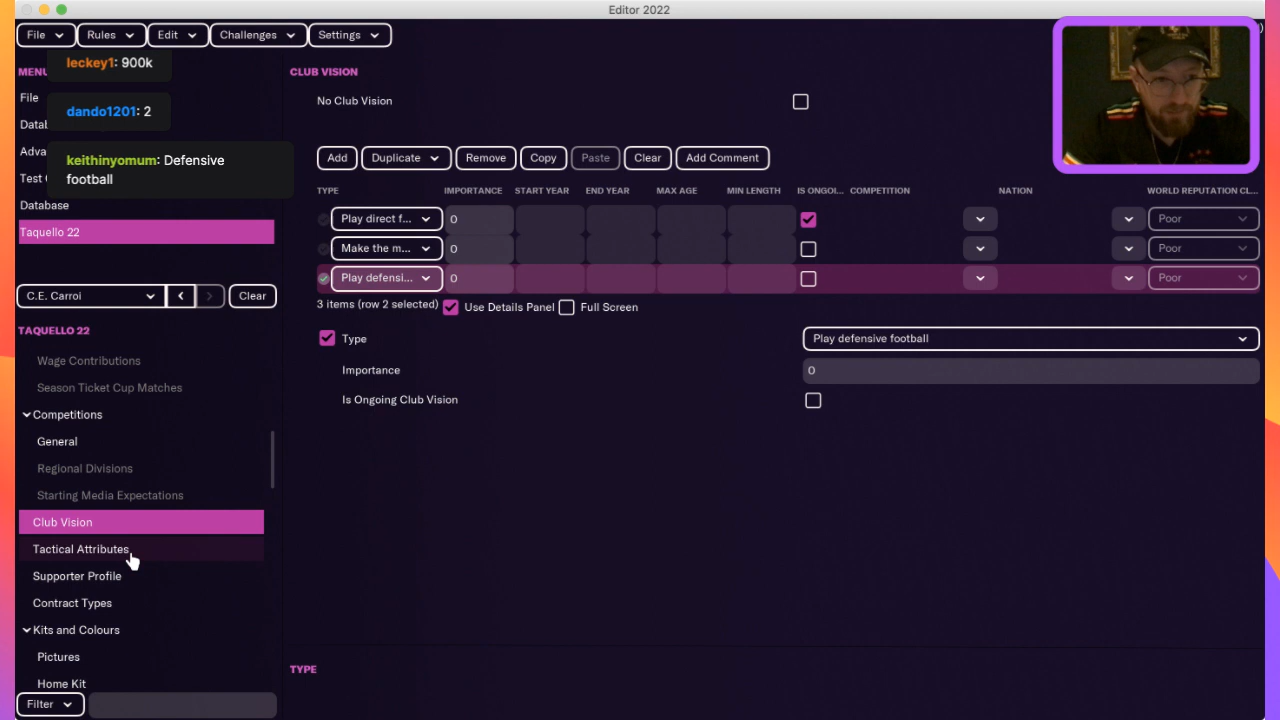 Editor 2022
File
Rules
Edit
Challenges
Settings
leckey1: 900k
dando1201: 2
keithinyomum: Defensive
football
MENU
File
Datab
Adva
Test
Database
Taquello 22
C.E. Carroi
Clear
TAQUELLO 22
Wage Contributions
Season Ticket Cup Matches
Competitions
General
Regional Divisions
Starting Media Expectations
Club Vision
Tactical Attributes
Supporter Profile
Contract Types
Kits and Colours
Pictures
Home Kit
Filter
CLUB VISION
No Club Vision
Add
Duplicate
Remove
Copy
Paste
Clear
Add Comment
TYPE IMPORTANCE START YEAR END YEAR MAX AGE MIN LENGTH IS ONGOI... COMPETITION NATION WORLD REPUTATION CL...
Play direct f... 0 Poor
Make the m... 0 Poor
Play defensi... 0 Poor
3 items (row 2 selected) Use Details Panel Full Screen
Type Play defensive football
Importance 0
Is Ongoing Club Vision
TYPE